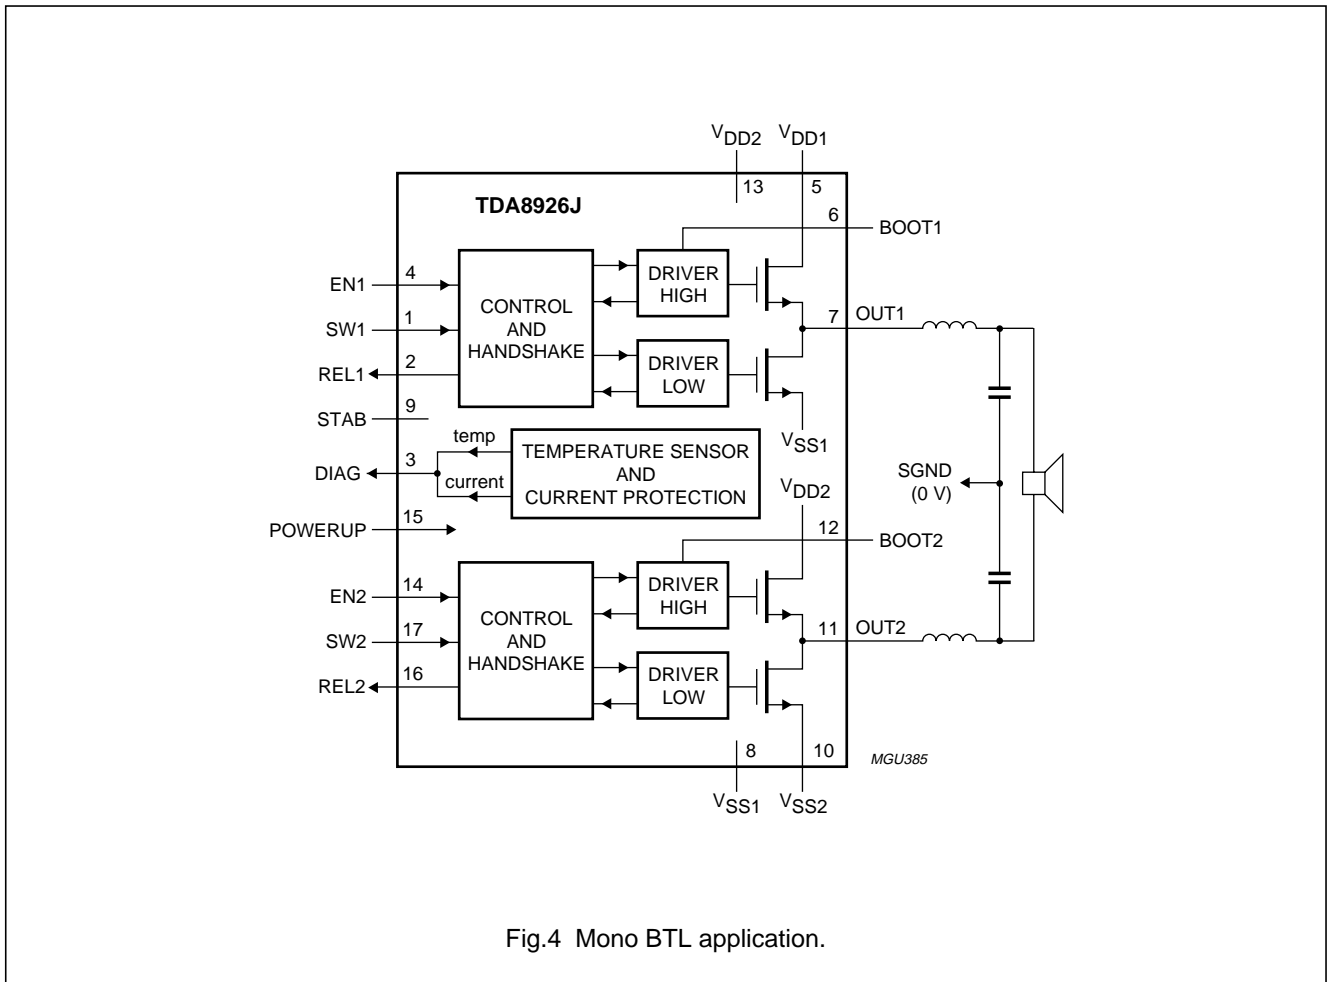 VDD2 VDD1
13 5
TDA8926J
6 BOOT1
EN1 4
SW1 1
REL1 2
STAB 9
CONTROL
AND
HANDSHAKE
DRIVER
HIGH
DRIVER
LOW
7 OUT1
VSS1
DIAG 3
temp
current
TEMPERATURE SENSOR
AND
CURRENT PROTECTION
SGND
(0 V)
VDD2
POWERUP 15
12 BOOT2
EN2 14
SW2 17
REL2 16
CONTROL
AND
HANDSHAKE
DRIVER
HIGH
DRIVER
LOW
11 OUT2
8 10
VSS1 VSS2
MGU385
Fig.4 Mono BTL application.